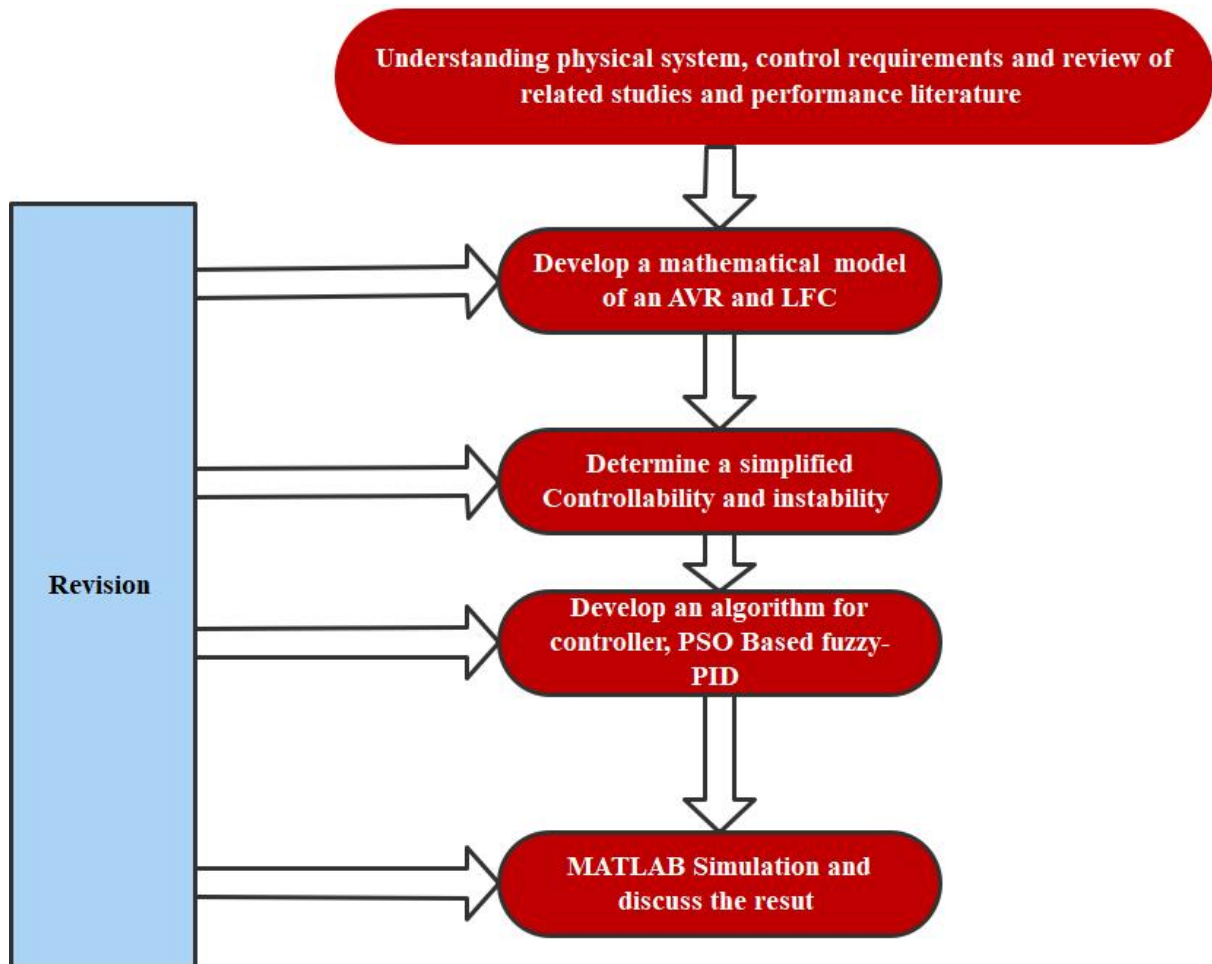 Understanding physical system, control requirements and review of
related studies and performance literature
Develop a mathematical model
of an AVR and LFC
Determine a simplified
Controllability and instability
Revision
Develop an algorithm for
controller, PSO Based fuzzy-
PID
MATLAB Simulation and
discuss the resut